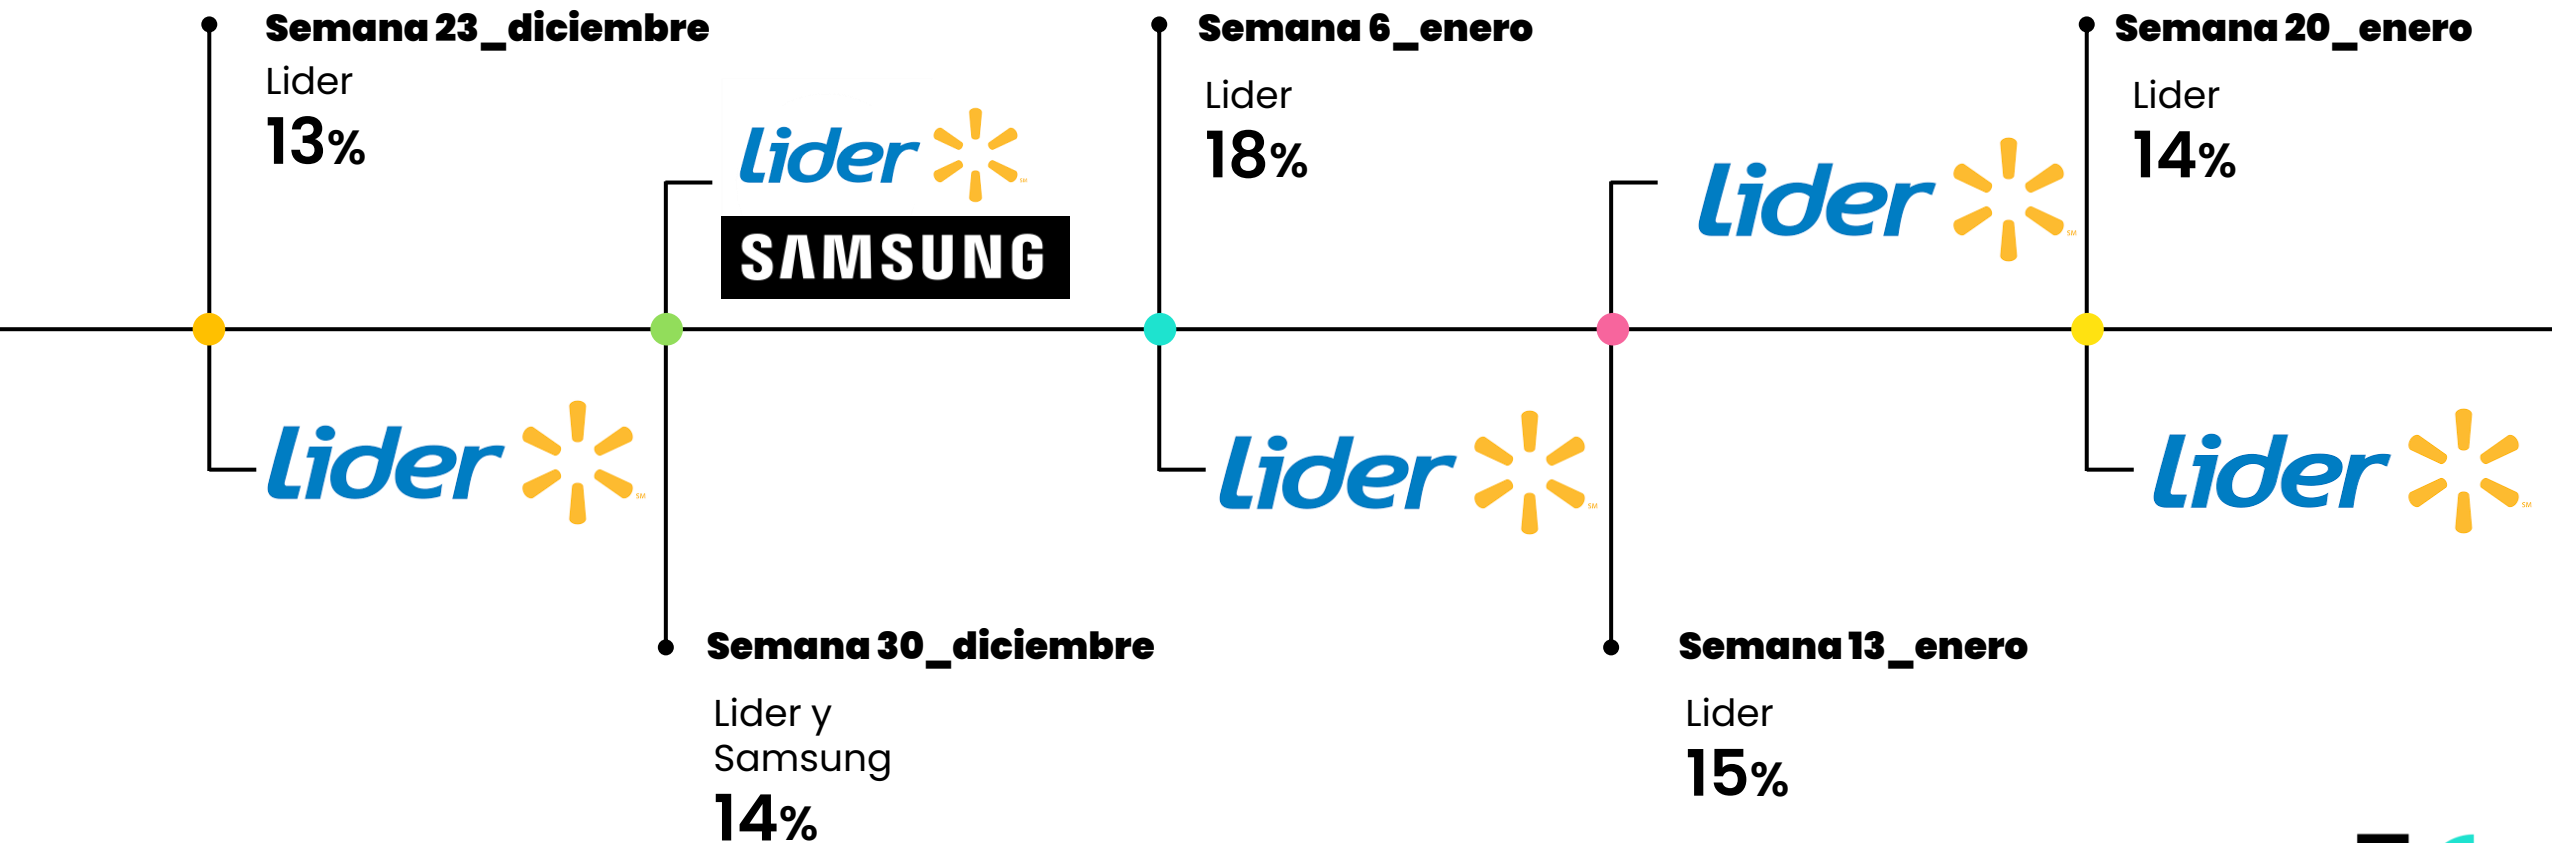 Semana 23_diciembre
Lider
13%
lider
lider
SAMSUNG
Semana 30_diciembre
Lider y
Samsung
14%
Semana 6_enero
Lider
18%
lider
lider
Semana 13_enero
Lider
15%
Semana 20_enero
Lider
14%
lider